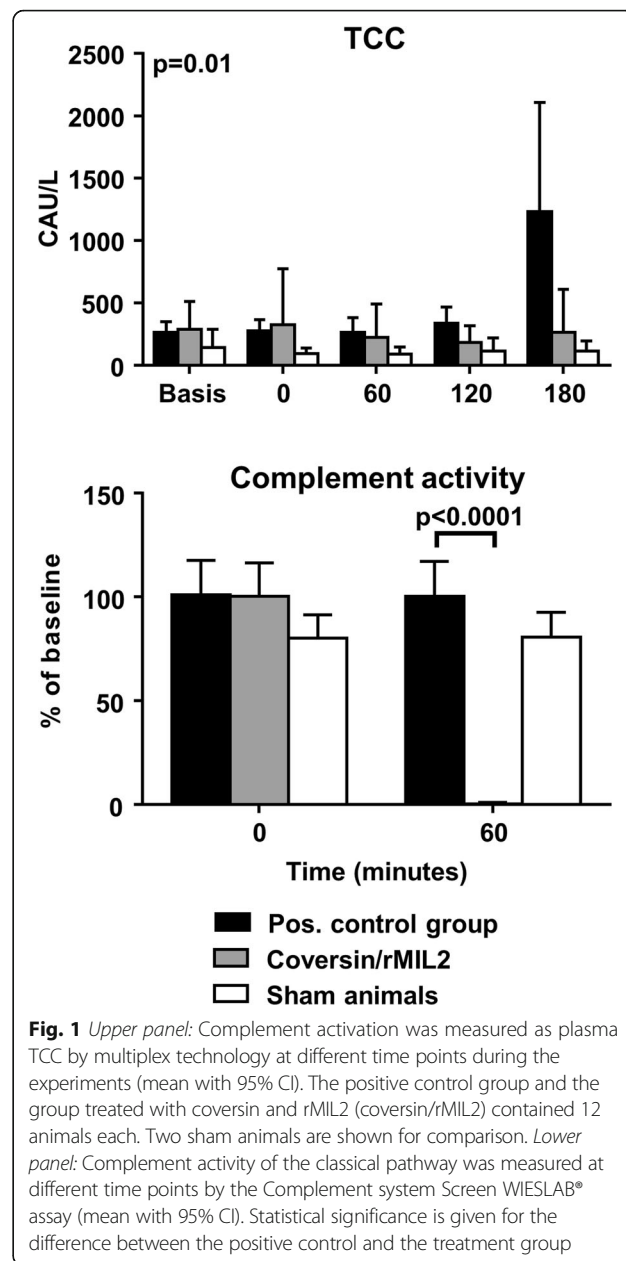 TCC
2500
p=0.01
2000
1500
1000
500
0
CAU/L
Basis 0 60 120 180
Complement activity
150
p<0.0001
100
50
0
% of baseline
0 60
Time (minutes)
Pos. control group
Coversin/rMIL2
Sham animals
Fig. 1 Upper panel: Complement activation was measured as plasma
TCC by multiplex technology at different time points during the
experiments (mean with 95% CI). The positive control group and the
group treated with coversin and rMIL2 (coversin/rMIL2) contained 12
animals each. Two sham animals are shown for comparison. Lower
panel: Complement activity of the classical pathway was measured at
different time points by the Complement system Screen WIESLAB®
assay (mean with 95% CI). Statistical significance is given for the
difference between the positive control and the treatment group